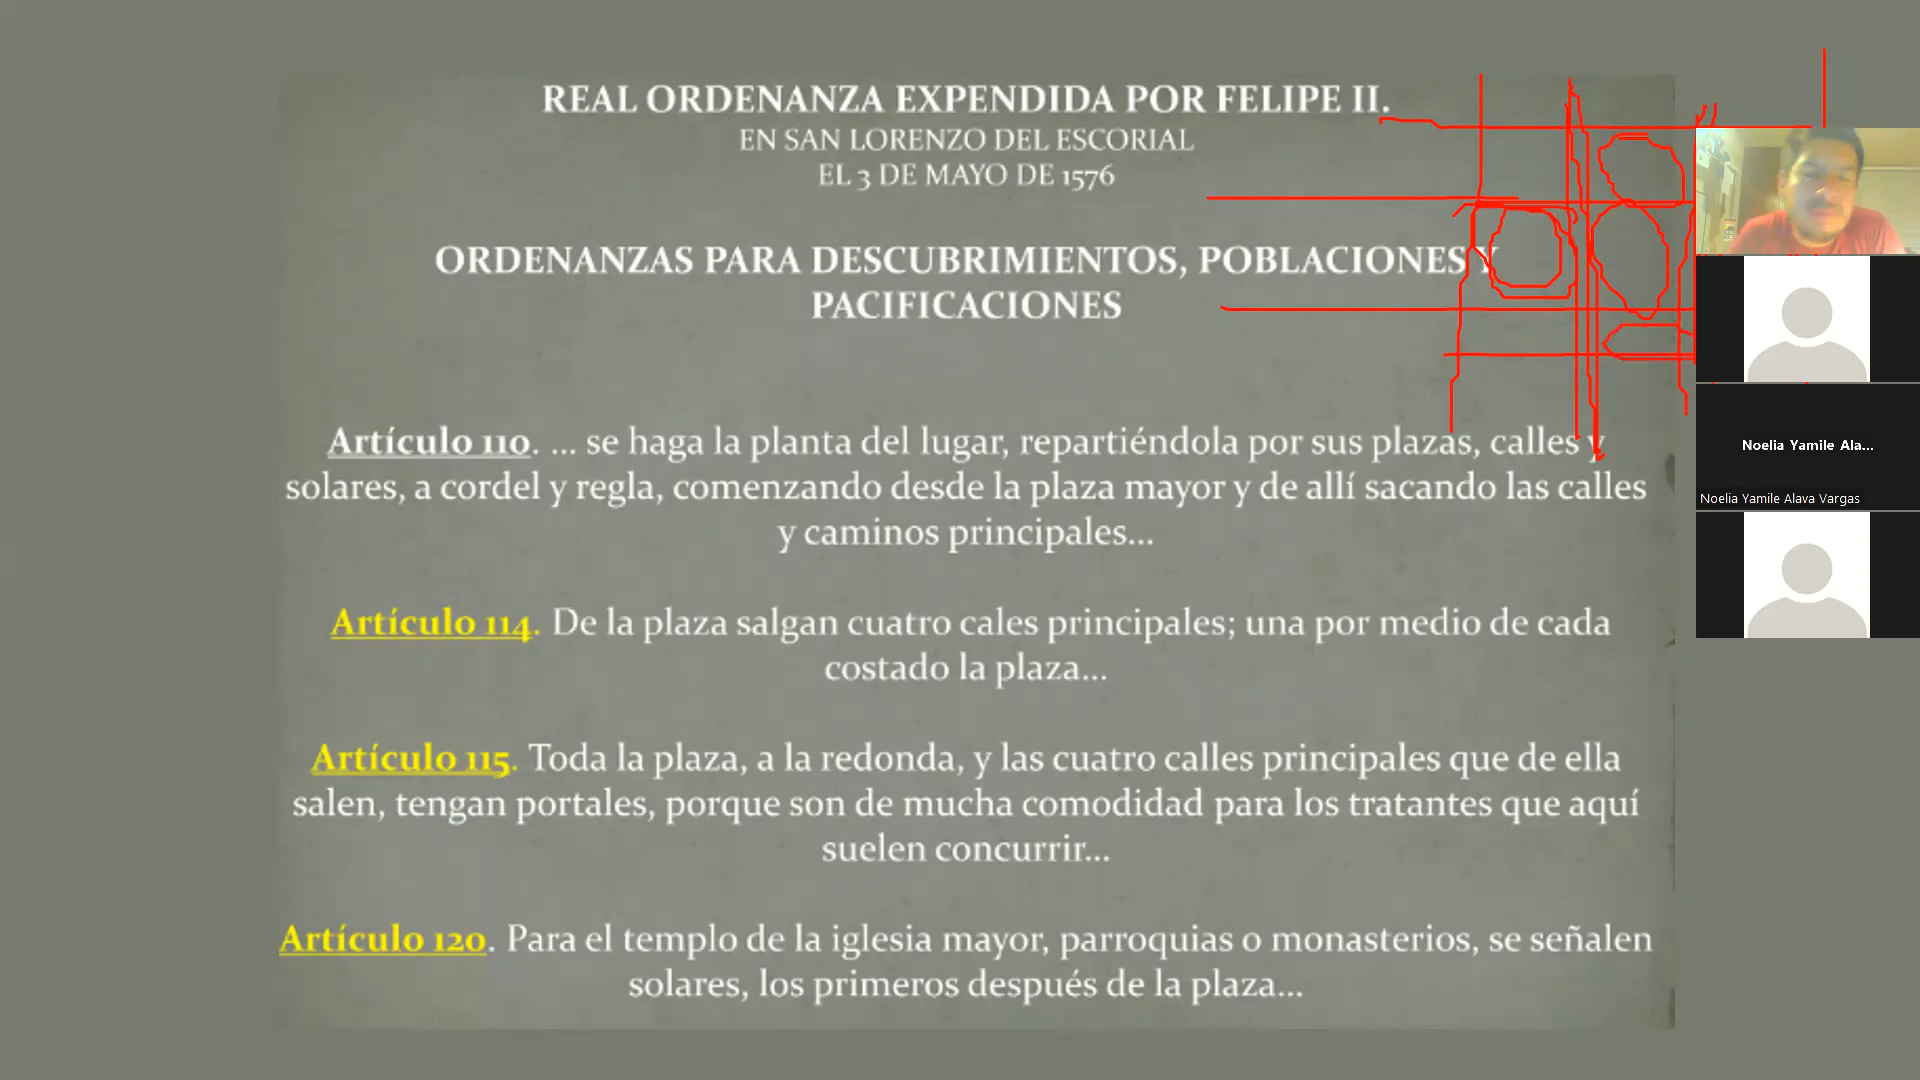 REAL ORDENANZA EXPENDIDA POR FELIPE II.
EN SAN LORENZO DEL ESCORIAL
EL 3 DE MAYO DE 1576
ORDENANZAS PARA DESCUBRIMIENTOS, POBLACIONES Y
PACIFICACIONES
Artículo 110. ... se haga la planta del lugar, repartiéndola por sus plazas, calles y
solares, a cordel y regla, comenzando desde la plaza mayor y de allí sacando las calles
y caminos principales...
Artículo 114. De la plaza salgan cuatro cales principales; una por medio de cada
costado la plaza...
Artículo 115. Toda la plaza, a la redonda, y las cuatro calles principales que de ella
salen, tengan portales, porque son de mucha comodidad para los tratantes que aquí
suelen concurrir...
Artículo 120. Para el templo de la iglesia mayor, parroquias o monasterios, se señalen
solares, los primeros después de la plaza...
Noelia Yamile Ala...
Noelia Yamile Alava Vargas